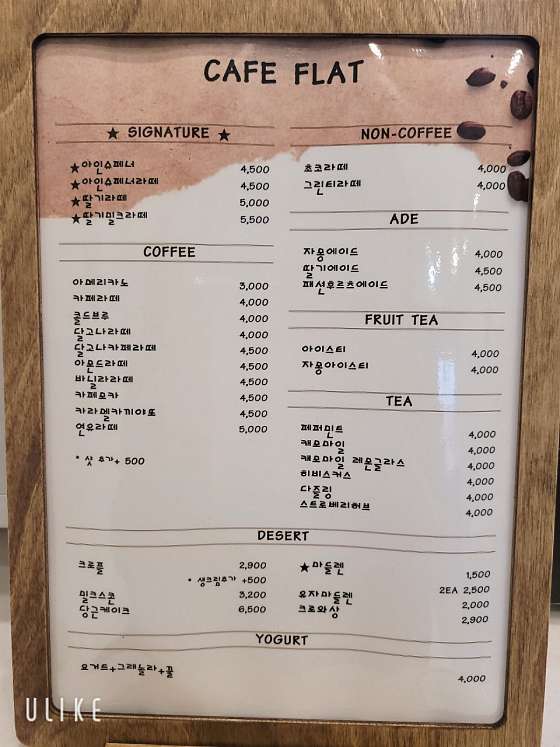 CAFE FLAT
★ SIGNATURE ★
★아인슈페너 4,500
★아인슈페너라떼 4,500
★딸기라떼 5,000
★딸기밀크라떼 5,500
COFFEE
아메리카노 3,000
카페라떼 4,000
콜드브루 4,000
달고나라떼 4,000
달고나카페라떼 4,500
아몬드라떼 4,500
바닐라라떼 4,500
카페모카 4,500
카라멜카끼야또 4,500
연유라떼 5,000
* 샷 추가+ 500
NON-COFFEE
초코라떼 4,000
그린티라떼 4,000
ADE
자몽에이드 4,000
딸기에이드 4,500
패션후르츠에이드 4,500
FRUIT TEA
아이스티 4,000
자몽아이스티 4,000
TEA
페퍼민트 4,000
캐모마일 4,000
캐모마일 레몬글라스 4,000
히비스커스 4,000
다즐링 4,000
스트로베리허브 4,000
DESERT
크로플 2,900
* 생크림추가 +500
밀크스콘 3,200
당근케이크 6,500
★마들렌 1,500
2EA 2,500
유자마들렌 2,000
크로와상 2,900
YOGURT
요거트+그래놀라+꿀 4,000
ULIKE